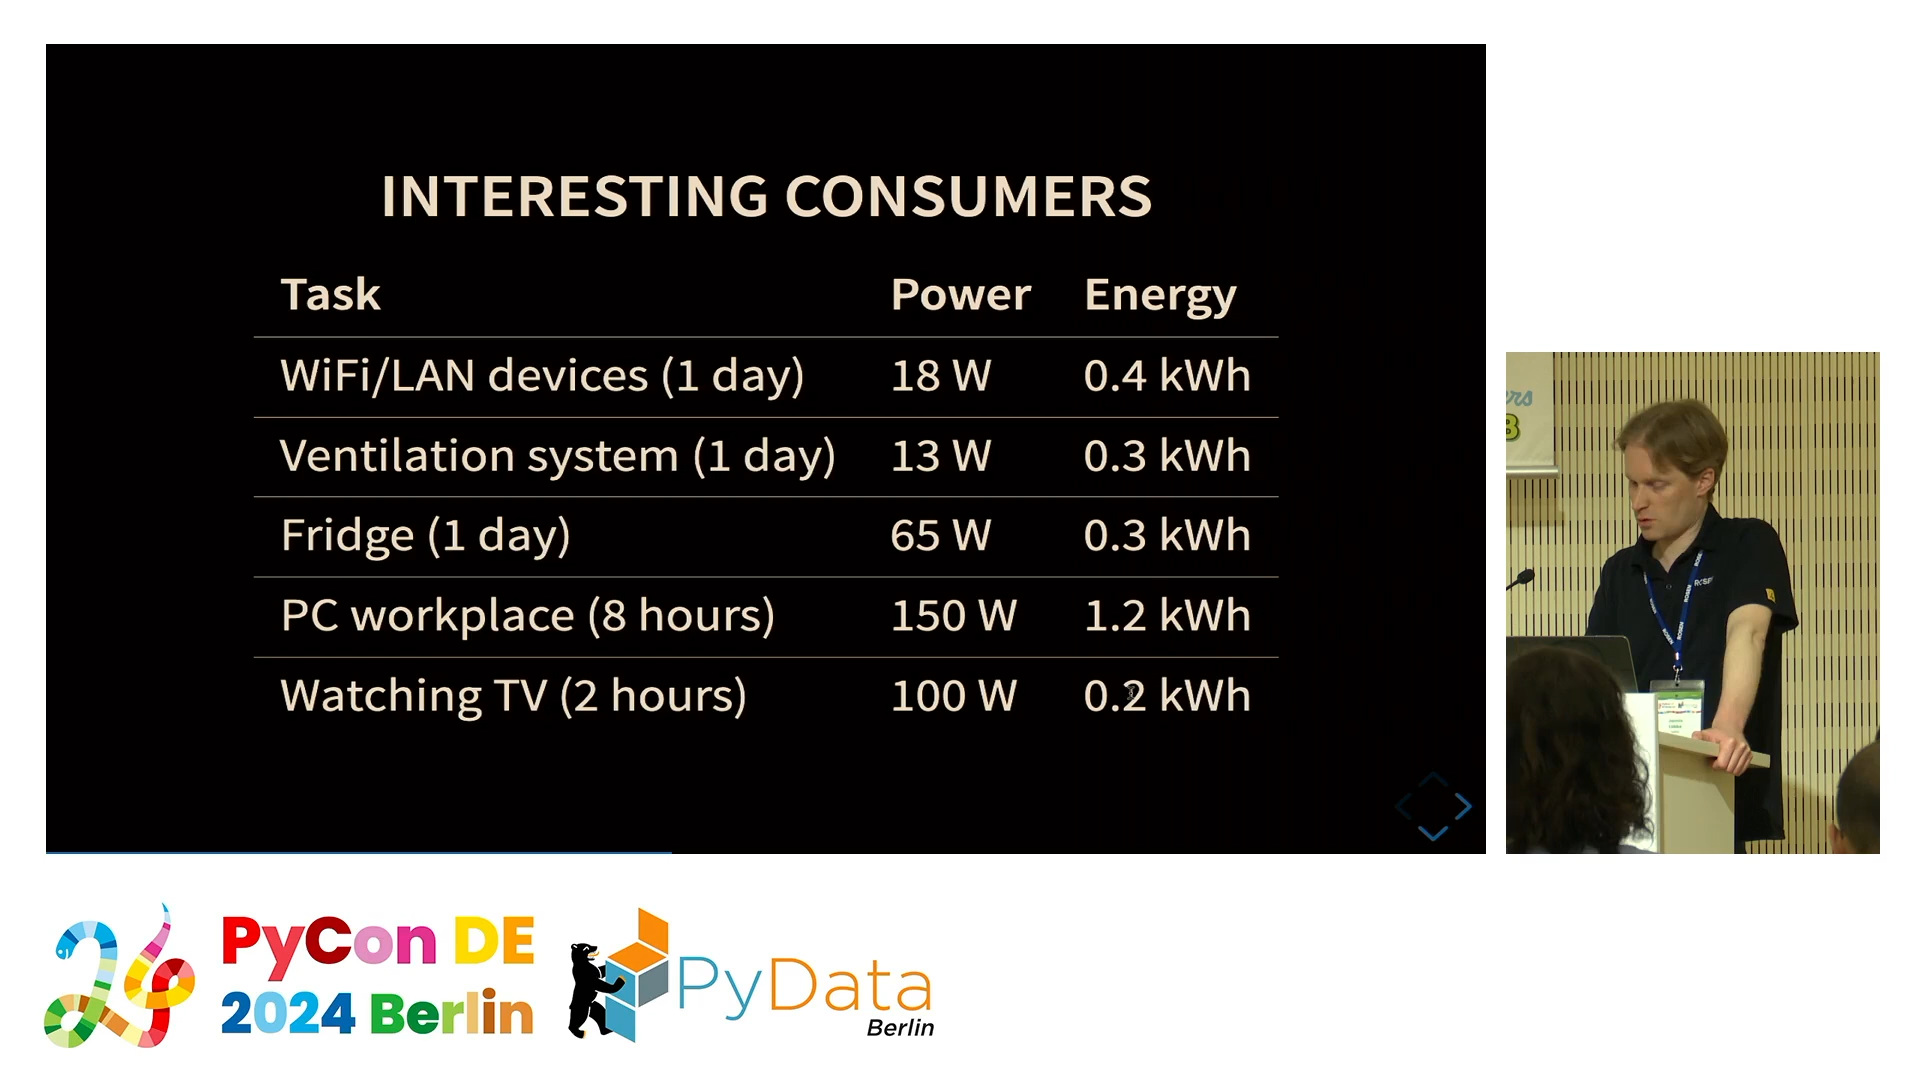 INTERESTING CONSUMERS
Task Power Energy
WiFi/LAN devices (1 day) 18 W 0.4 kWh
Ventilation system (1 day) 13 W 0.3 kWh
Fridge (1 day) 65 W 0.3 kWh
PC workplace (8 hours) 150 W 1.2 kWh
Watching TV (2 hours) 100 W 0.2 kWh
PyCon DE
2024 Berlin
PyData
Berlin